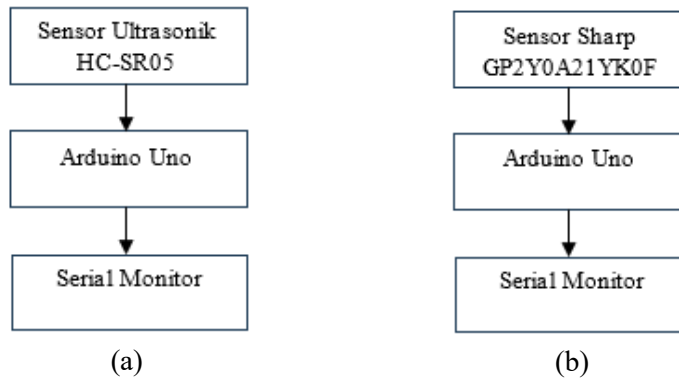 Sensor Ultrasonik
HC-SR05
Arduino Uno
Serial Monitor
(a)
Sensor Sharp
GP2Y0A21YK0F
Arduino Uno
Serial Monitor
(b)